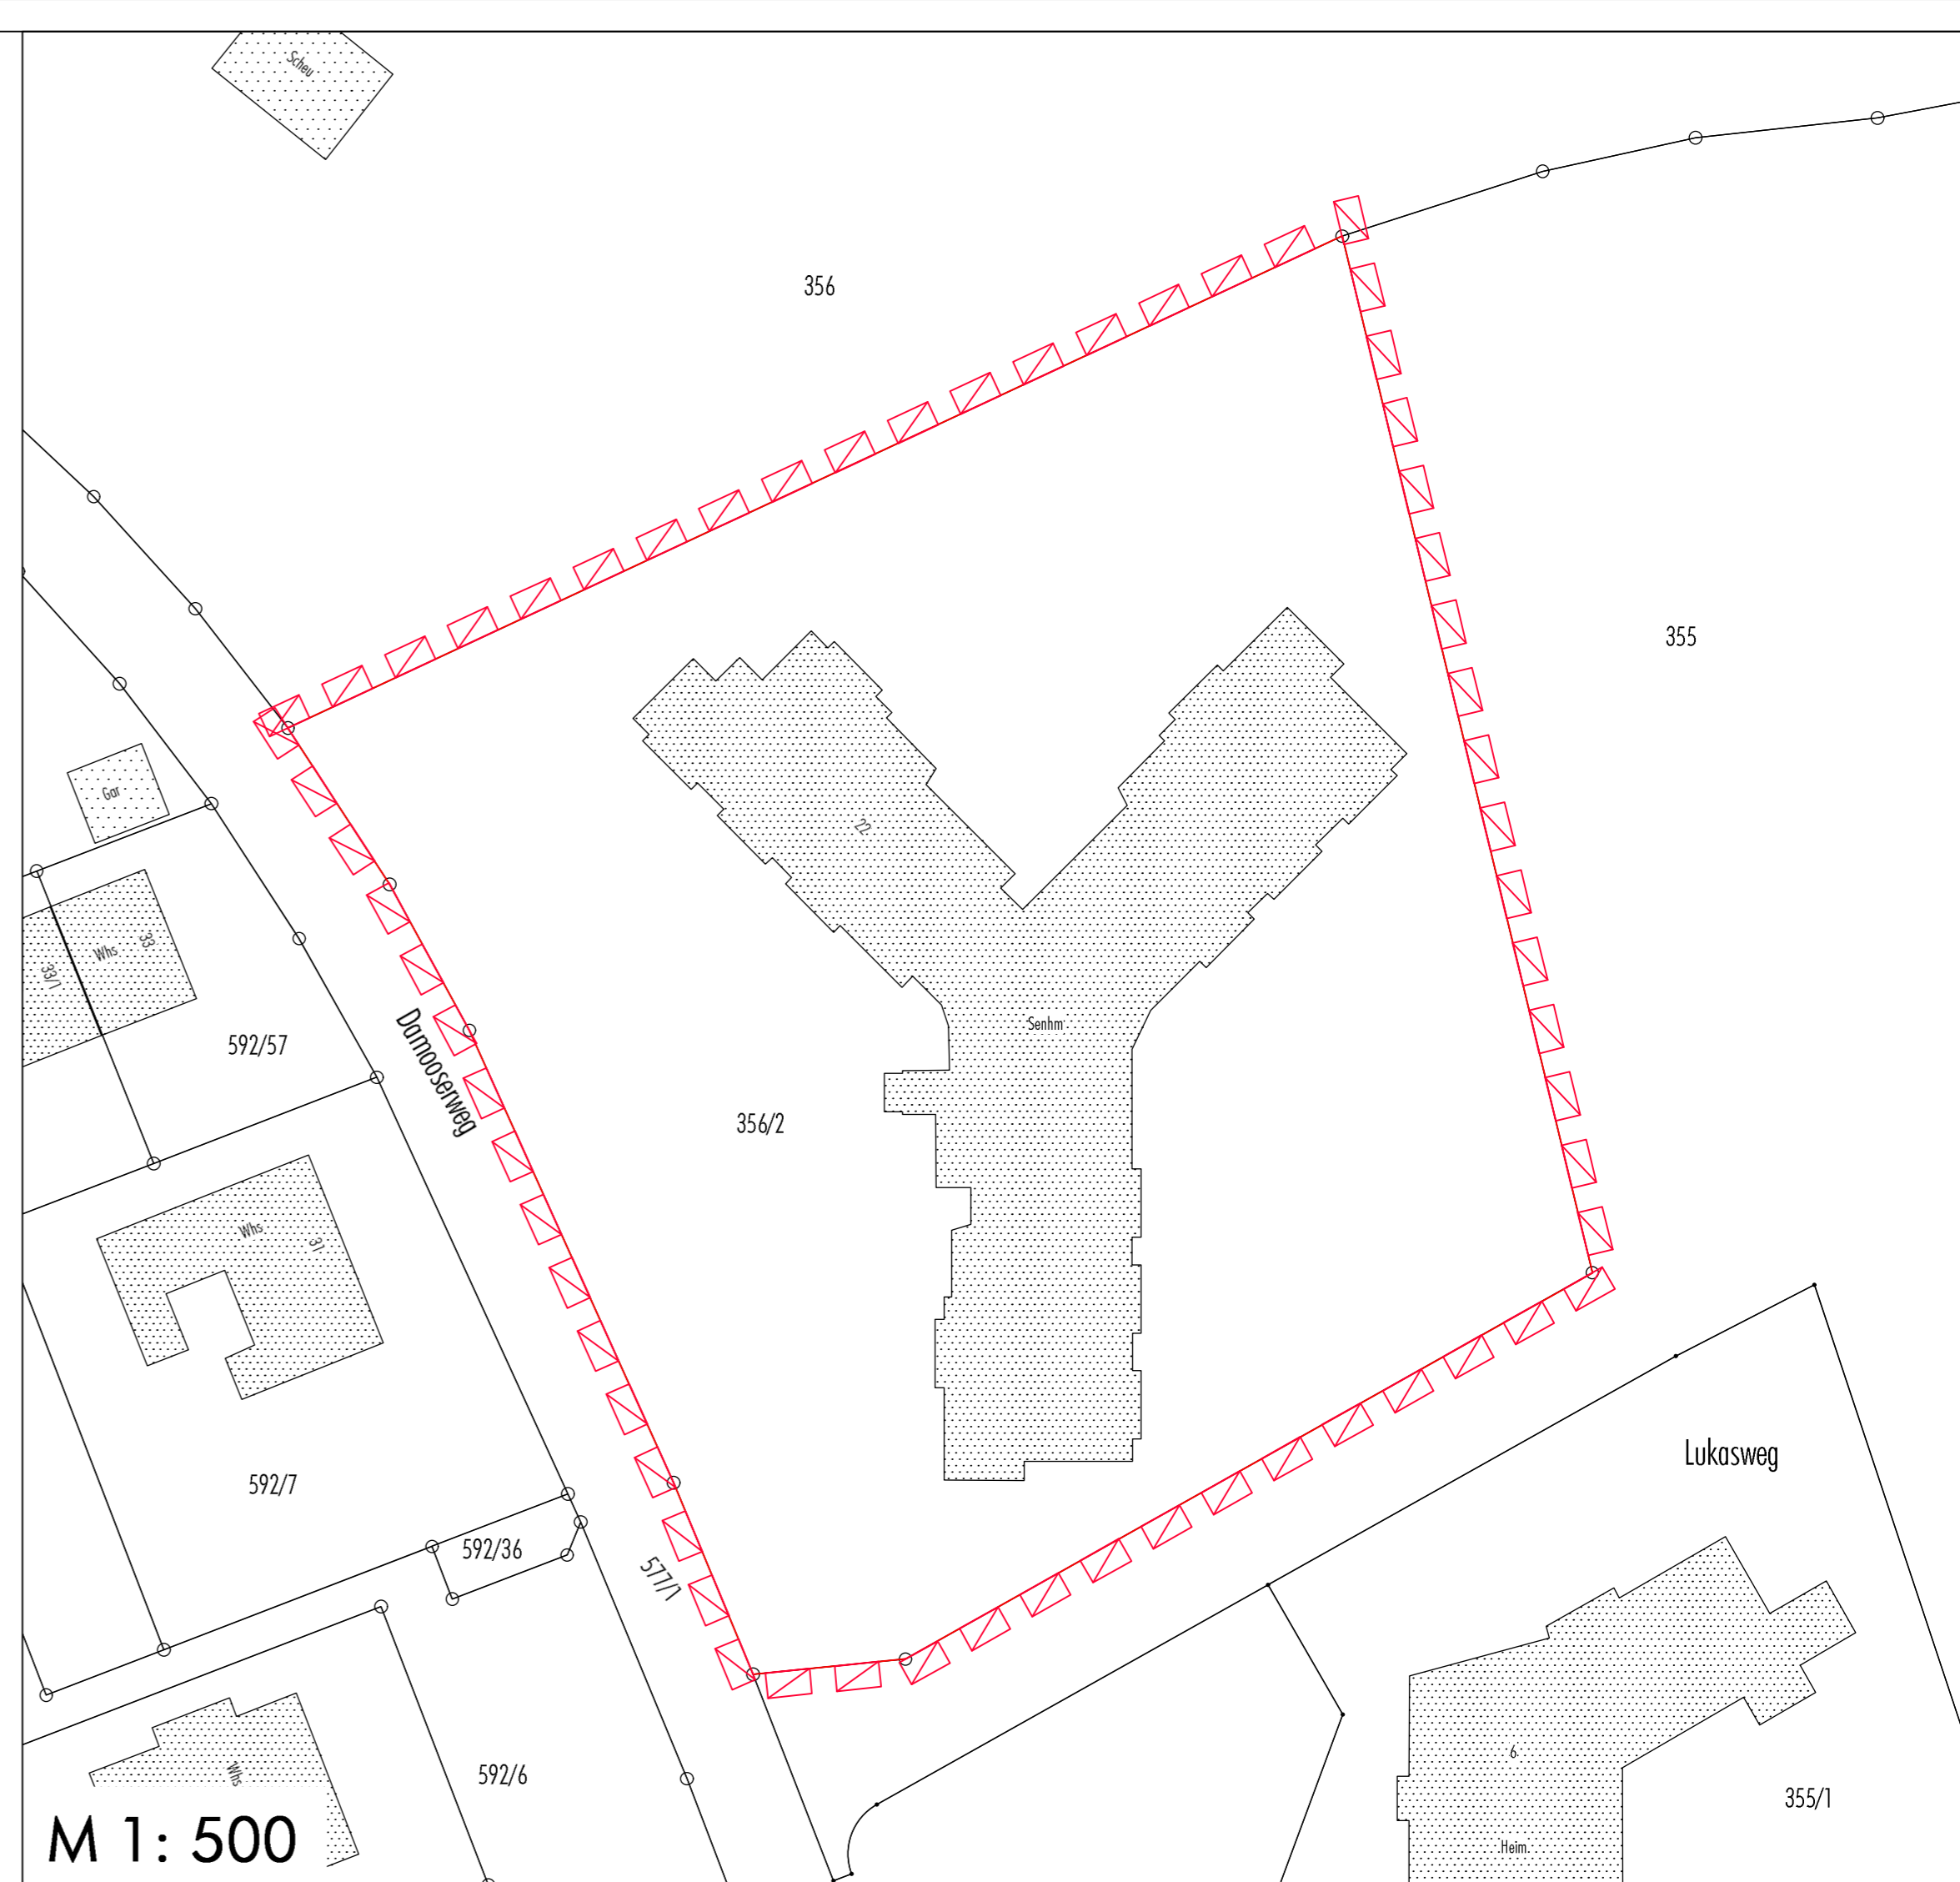 Scheu
356
355
Gar
22
33
Whs
33/1
Senhm
592/57
Damooserweg
356/2
Whs
31
Lukasweg
592/7
592/36
577/1
6
Whs
592/6
355/1
M 1: 500
Heim